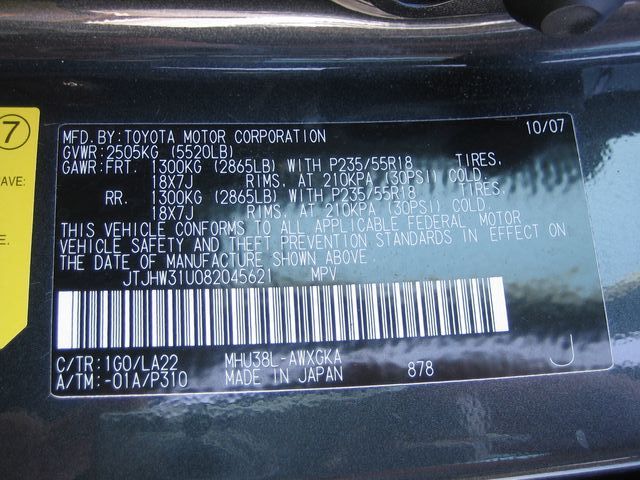 7
AVE:
E:
MFD.BY:TOYOTA MOTOR CORPORATION 10/07
GVWR:2505KG (5520LB)
GAWR:FRT. 1300KG (2865LB) WITH P235/55R18 TIRES,
18X7J RIMS, AT 210KPA (30PSI) COLD.
RR. 1300KG (2865LB) WITH P235/55R18 TIRES,
18X7J RIMS, AT 210KPA (30PSI) COLD.
THIS VEHICLE CONFORMS TO ALL APPLICABLE FEDERAL MOTOR
VEHICLE SAFETY AND THEFT PREVENTION STANDARDS IN EFFECT ON
THE DATE OF MANUFACTURE SHOWN ABOVE.
JTJHW31U082045621 MPV
C/TR:1G0/LA22 MHU38L-AWXGKA
A/TM:-01A/P310 MADE IN JAPAN 878 J